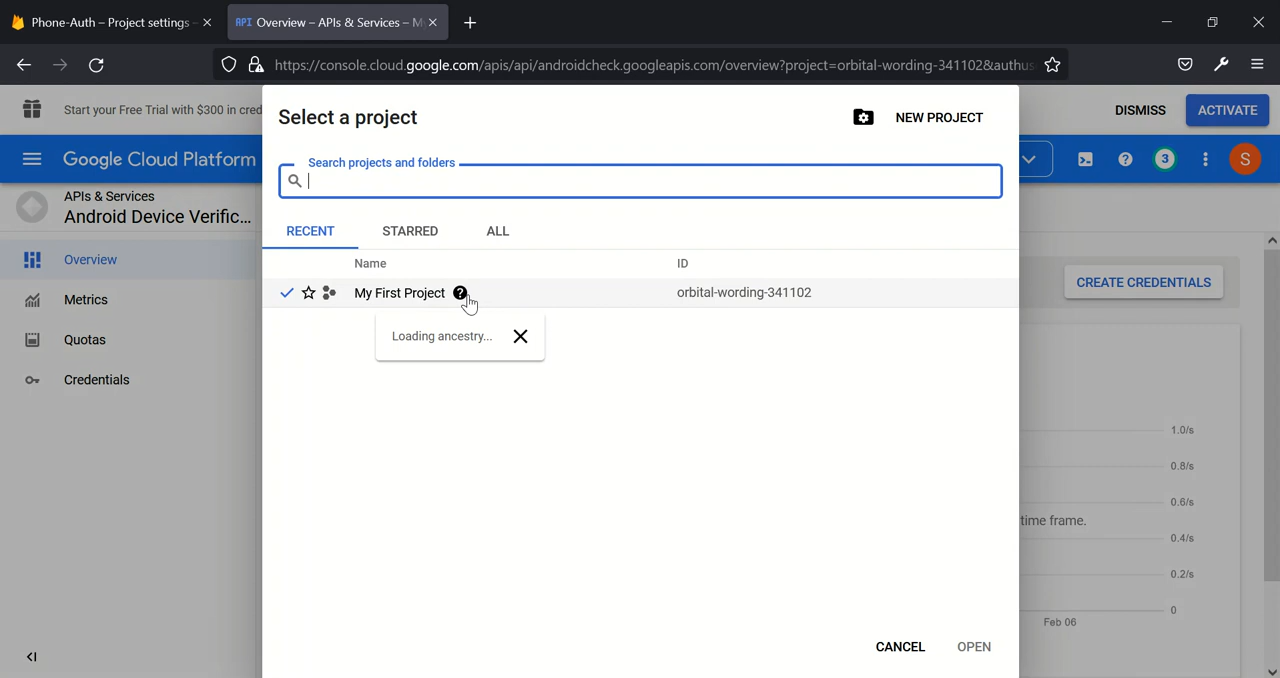 Phone-Auth – Project settings –
API Overview – APIs & Services – M
https://console.cloud.google.com/apis/api/androidcheck.googleapis.com/overview?project=orbital-wording-341102&authus
Start your Free Trial with $300 in cred
DISMISS
ACTIVATE
Google Cloud Platform
3
S
APIs & Services
Android Device Verific...
Overview
Metrics
Quotas
Credentials
Select a project
NEW PROJECT
Search projects and folders
RECENT
STARRED
ALL
Name
ID
My First Project
orbital-wording-341102
Loading ancestry...
CANCEL
OPEN
CREATE CREDENTIALS
1.0/s
0.8/s
0.6/s
time frame.
0.4/s
0.2/s
0
Feb 06